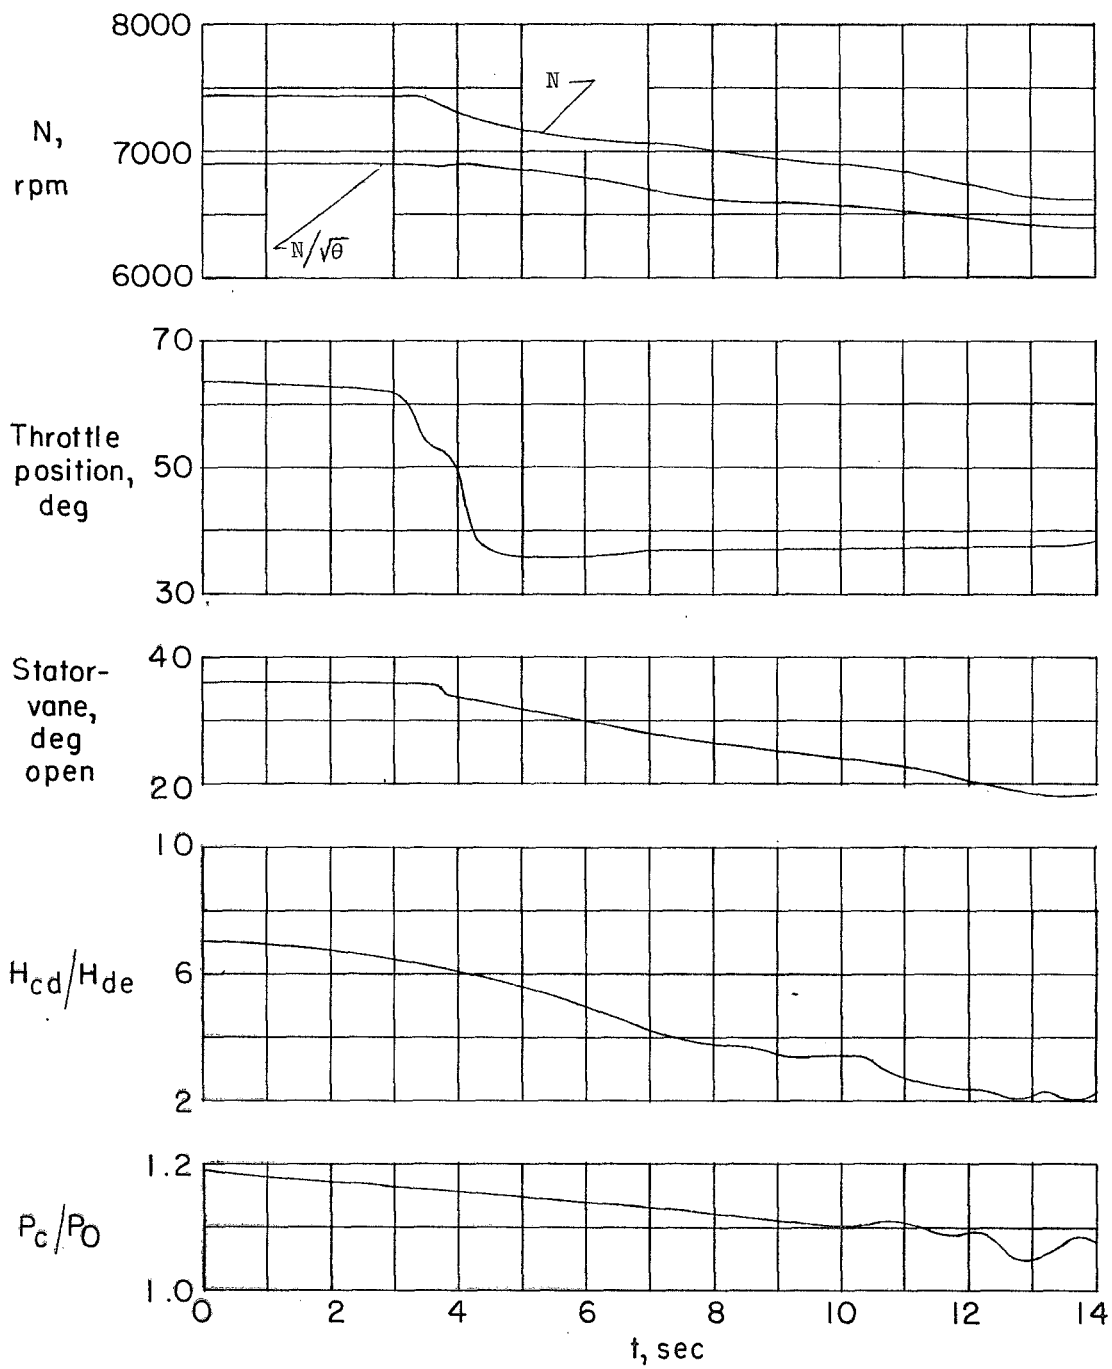 8000
N,
rpm
7000
6000
N
N/√θ
70
Throttle
position,
deg
50
30
40
Stator-
vane,
deg
open
20
10
H_cd/H_de
6
2
1.2
P_c/P_0
1.0
0 2 4 6 8 10 12 14
t, sec